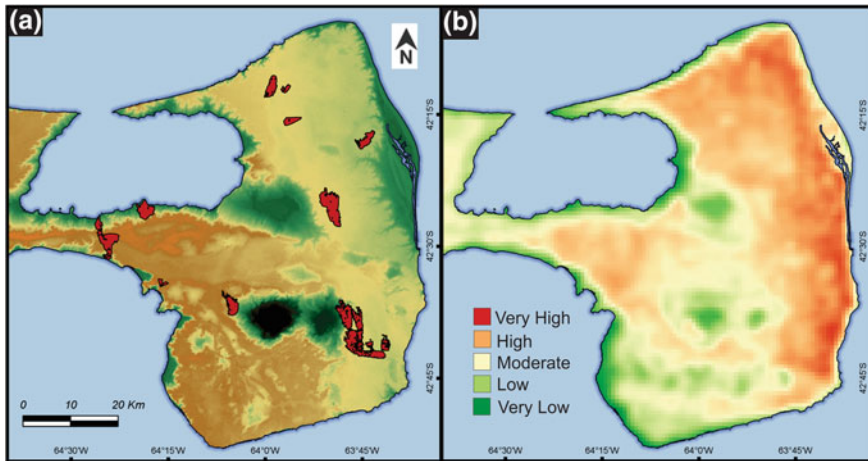 (a)
N
0 10 20 Km
64°30'W 64°15'W 64°0'W 63°45'W
42°15'S
42°30'S
42°45'S
(b)
Very High
High
Moderate
Low
Very Low
64°30'W 64°15'W 64°0'W 63°45'W
42°15'S
42°30'S
42°45'S